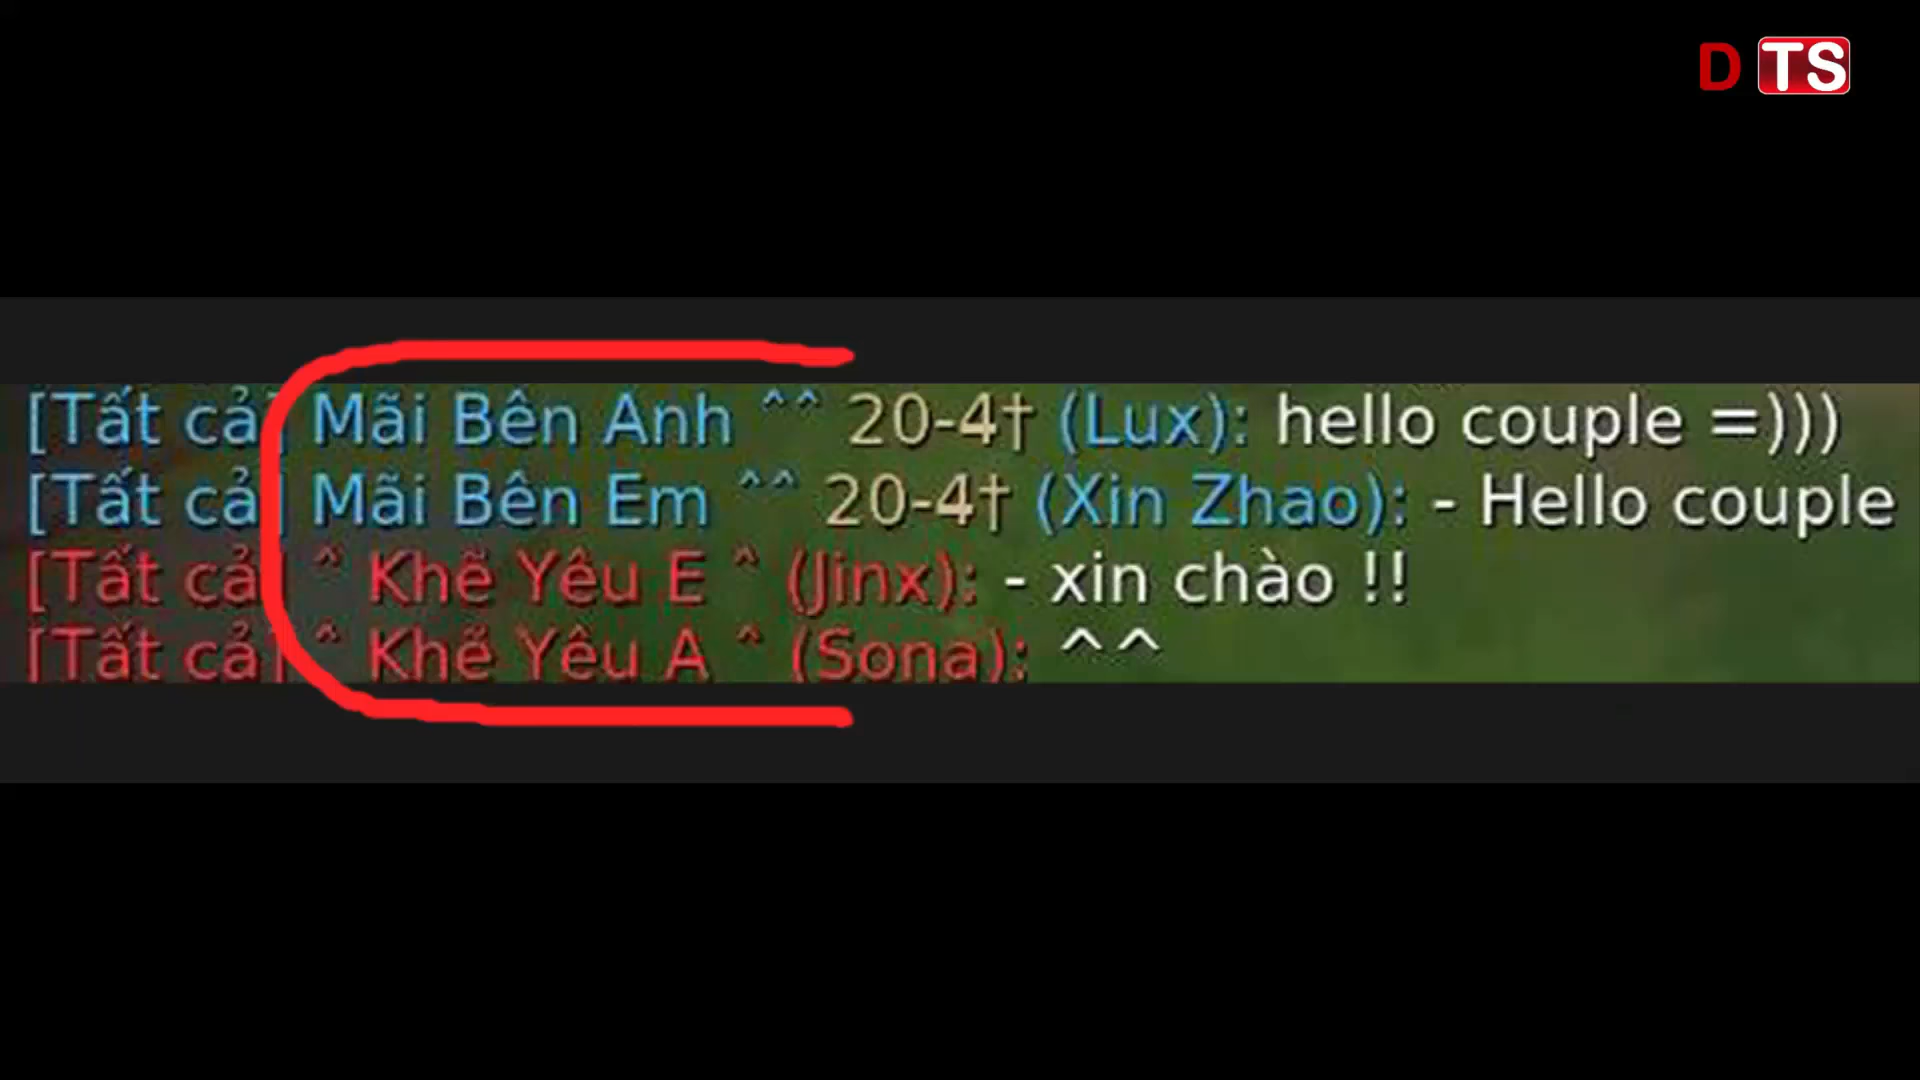 D TS
[Tất cả] Mãi Bên Anh ^^ 20-4† (Lux): hello couple =)))
[Tất cả] Mãi Bên Em ^^ 20-4† (Xin Zhao): - Hello couple
[Tất cả] ^ Khẽ Yêu E ^ (Jinx): - xin chào !!
[Tất cả] ^ Khẽ Yêu A ^ (Sona): ^^